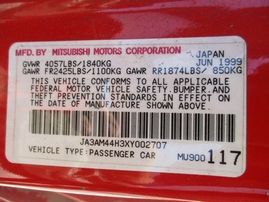 MFD BY MITSUBISHI MOTORS CORPORATION JAPAN
GVWR 4057LBS/1840KG JUN 1999
GAWR FR2425LBS/1100KG GAWR RR1874LBS/ 850KG
THIS VEHICLE CONFORMS TO ALL APPLICABLE
FEDERAL MOTOR VEHICLE SAFETY.BUMPER.AND
THEFT PREVENTION STANDARDS IN EFFECT ON
THE DATE OF MANUFACTURE SHOWN ABOVE.
JA3AM44H3XY002707
VEHICLE TYPE:PASSENGER CAR MU900 117